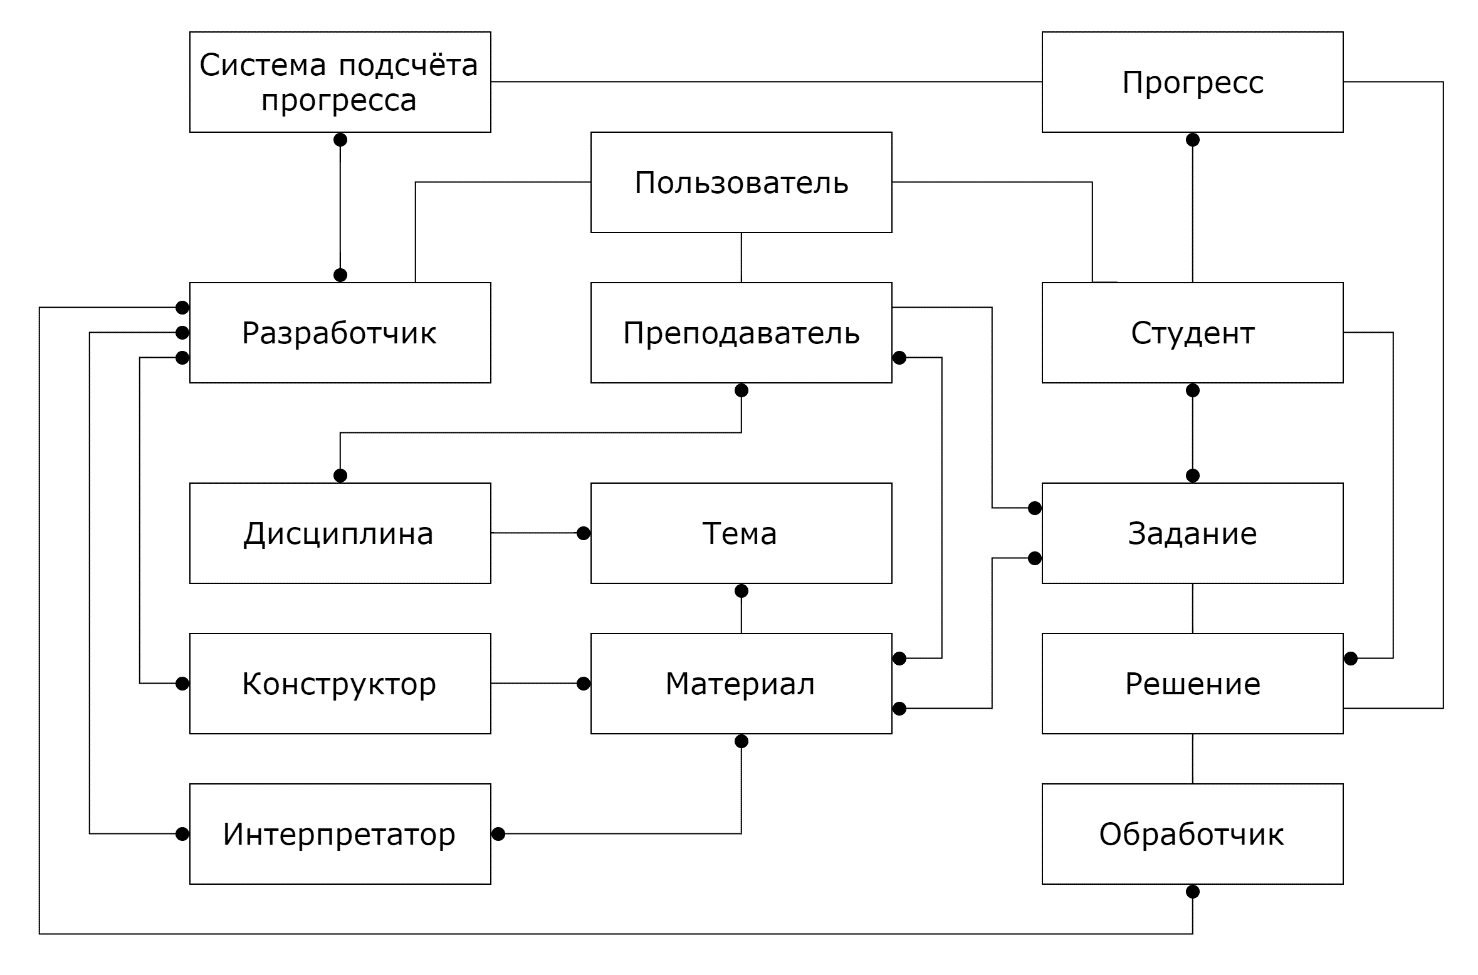 Система подсчёта
прогресса
Прогресс
Пользователь
Разработчик
Преподаватель
Студент
Дисциплина
Тема
Задание
Конструктор
Материал
Решение
Интерпретатор
Обработчик